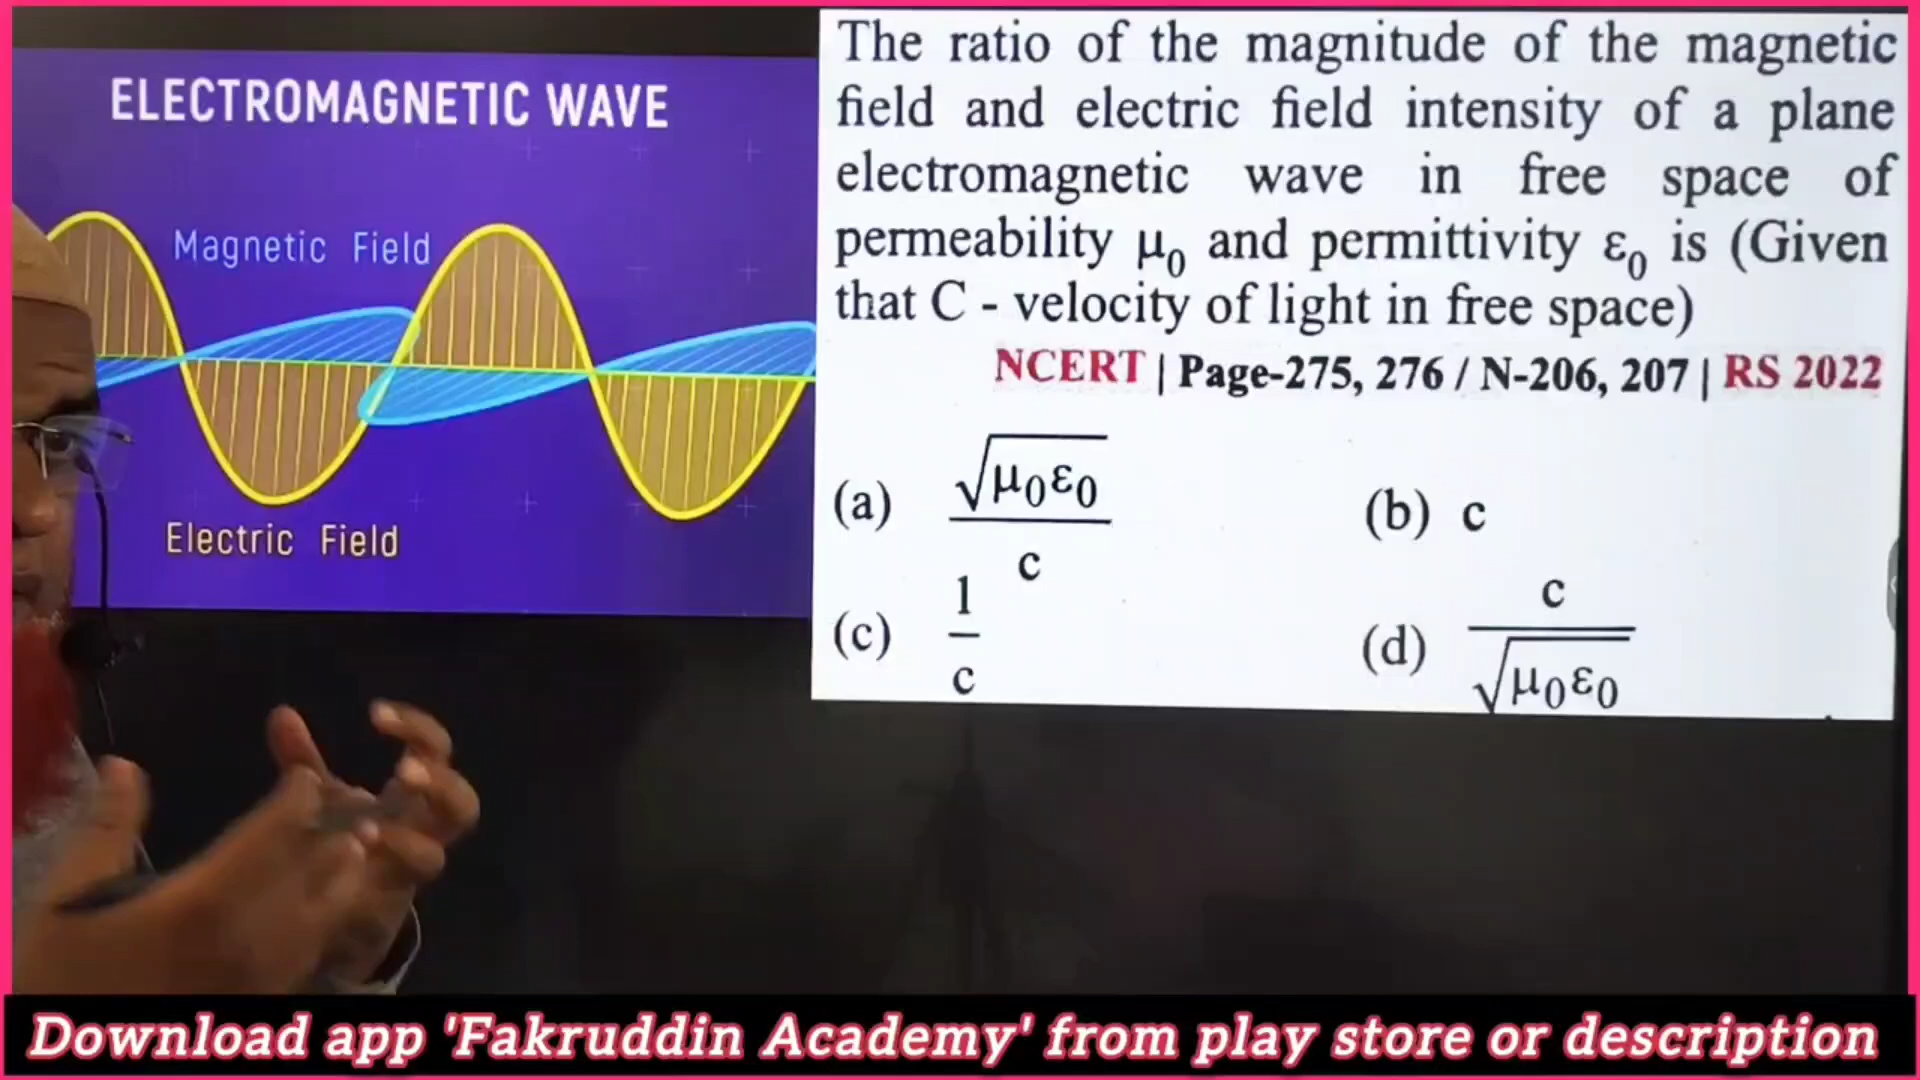 ELECTROMAGNETIC WAVE
Magnetic Field
Electric Field
The ratio of the magnitude of the magnetic
field and electric field intensity of a plane
electromagnetic wave in free space of
permeability μ₀ and permittivity ε₀ is (Given
that C - velocity of light in free space)
NCERT | Page-275, 276 / N-206, 207 | RS 2022
(a) √μ₀ε₀ / c
(b) c
(c) 1 / c
(d) c / √μ₀ε₀
Download app 'Fakruddin Academy' from play store or description